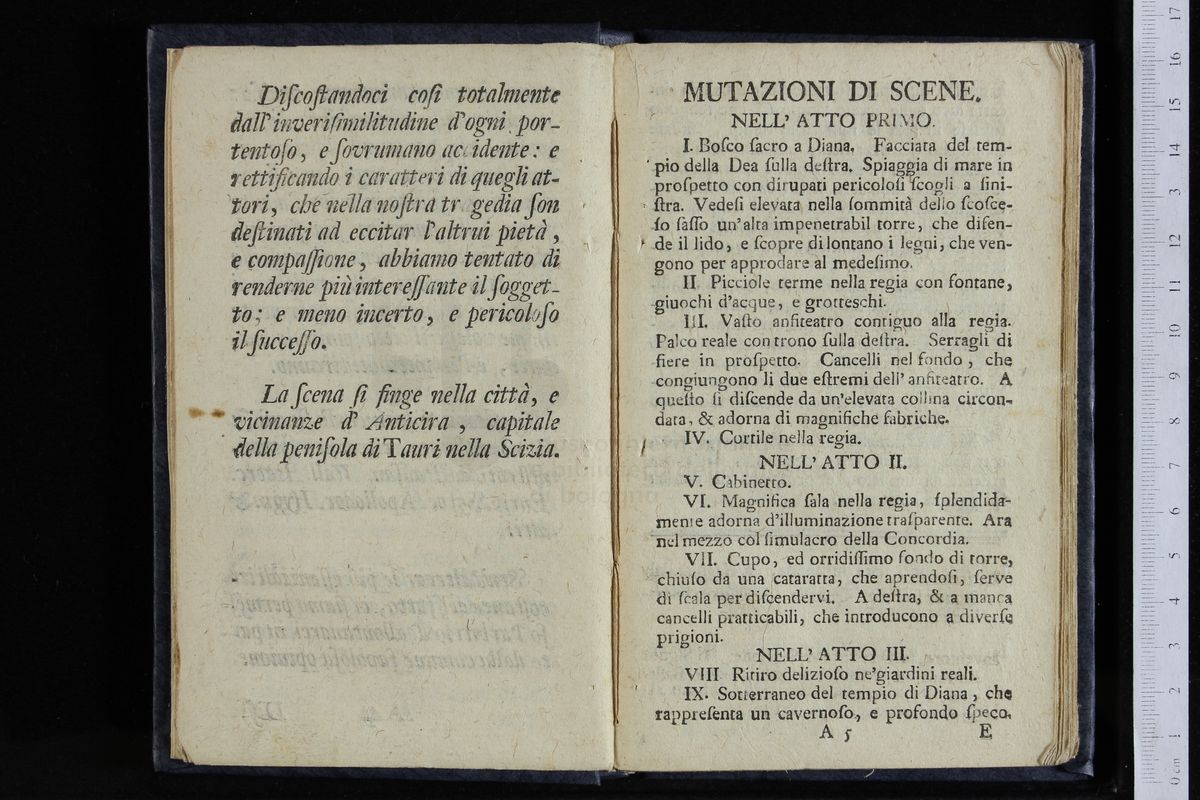 Diſcoſtandoci coſì totalmente
dall'inveriſimilitudine d'ogni por-
tentoſo, e ſovrumano accidente: e
rettificando i caratteri di quegli at-
tori, che nella noſtra tragedia ſon
deſtinati ad eccitar l'altrui pietà,
e compaſſione, abbiamo tentato di
renderne più intereſſante il ſogget-
to; e meno incerto, e pericoloſo
il ſucceſſo.
La ſcena ſi finge nella città, e
vicinanze d'Anticira, capitale
della peniſola di Tauri nella Scizia.
MUTAZIONI DI SCENE.
NELL' ATTO PRIMO.
I. Boſco ſacro a Diana. Facciata del tem-
pio della Dea ſulla deſtra. Spiaggia di mare in
proſpetto con dirupati pericoloſi ſcogli a ſini-
ſtra. Vedeſi elevata nella ſommità dello ſcoſce-
ſo ſaſſo un'alta impenetrabil torre, che difen-
de il lido, e ſcopre di lontano i legni, che ven-
gono per approdare al medeſimo.
II Picciole terme nella regia con fontane,
giuochi d'acque, e grotteſchi.
III. Vaſto anfiteatro contiguo alla regia.
Palco reale con trono ſulla deſtra. Serragli di
fiere in proſpetto. Cancelli nel fondo, che
congiungono li due eſtremi dell' anfiteatro. A
queſto ſi diſcende da un'elevata collina circon-
data, & adorna di magnifiche fabriche.
IV. Cortile nella regia.
NELL' ATTO II.
V. Cabinetto.
VI. Magnifica ſala nella regia, ſplendida-
mente adorna d'illuminazione traſparente. Ara
nel mezzo col ſimulacro della Concordia.
VII. Cupo, ed orridiſſimo fondo di torre,
chiuſo da una cataratta, che aprendoſi, ſerve
di ſcala per diſcendervi. A deſtra, & a manca
cancelli pratticabili, che introducono a diverſe
prigioni.
NELL' ATTO III.
VIII Ritiro delizioſo ne'giardini reali.
IX. Sotterraneo del tempio di Diana, che
rappreſenta un cavernoſo, e profondo ſpeco.
A 5 E